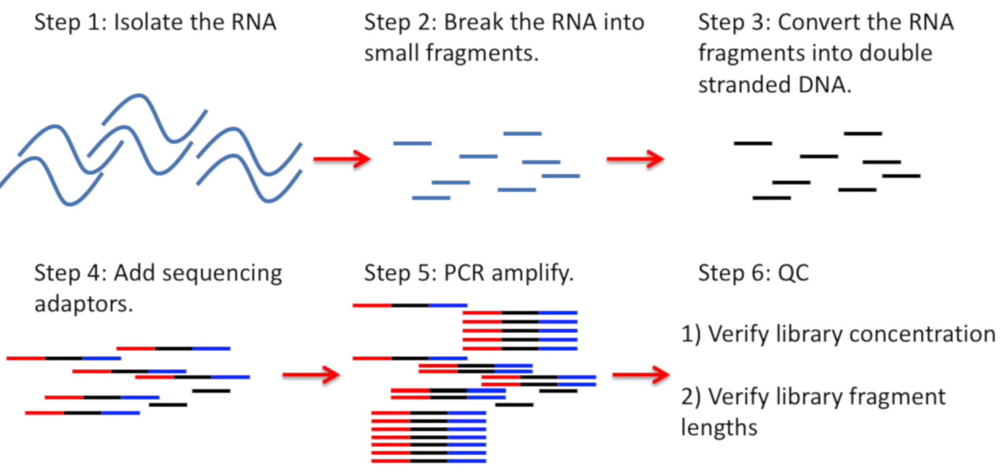 Step 1: Isolate the RNA
Step 2: Break the RNA into
small fragments.
Step 3: Convert the RNA
fragments into double
stranded DNA.
Step 4: Add sequencing
adaptors.
Step 5: PCR amplify.
Step 6: QC
1) Verify library concentration
2) Verify library fragment
lengths